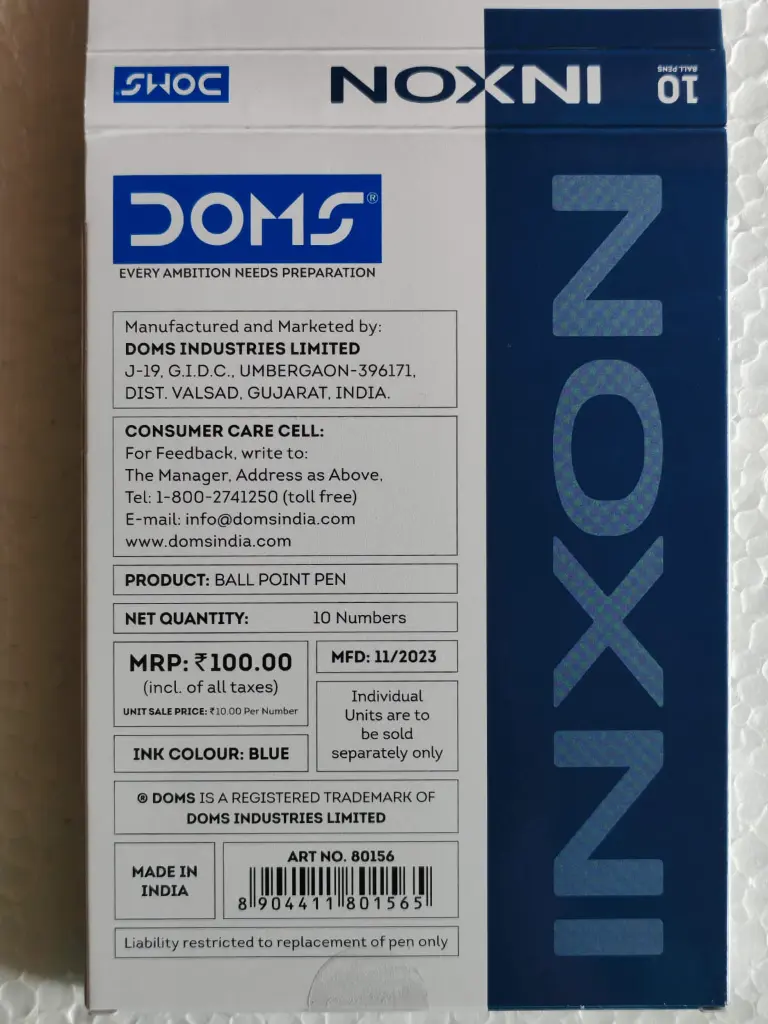 DOMS®
INXON
10
BALL PENS
DOMS®
EVERY AMBITION NEEDS PREPARATION
Manufactured and Marketed by:
DOMS INDUSTRIES LIMITED
J-19, G.I.D.C., UMBERGAON-396171,
DIST. VALSAD, GUJARAT, INDIA.
CONSUMER CARE CELL:
For Feedback, write to:
The Manager, Address as Above,
Tel: 1-800-2741250 (toll free)
E-mail: info@domsindia.com
www.domsindia.com
PRODUCT: BALL POINT PEN
NET QUANTITY: 10 Numbers
MRP: ₹100.00
(incl. of all taxes)
UNIT SALE PRICE: ₹10.00 Per Number
MFD: 11/2023
Individual
Units are to
be sold
separately only
INK COLOUR: BLUE
® DOMS IS A REGISTERED TRADEMARK OF
DOMS INDUSTRIES LIMITED
MADE IN
INDIA
ART NO. 80156
8 904411 801565
Liability restricted to replacement of pen only
INXON